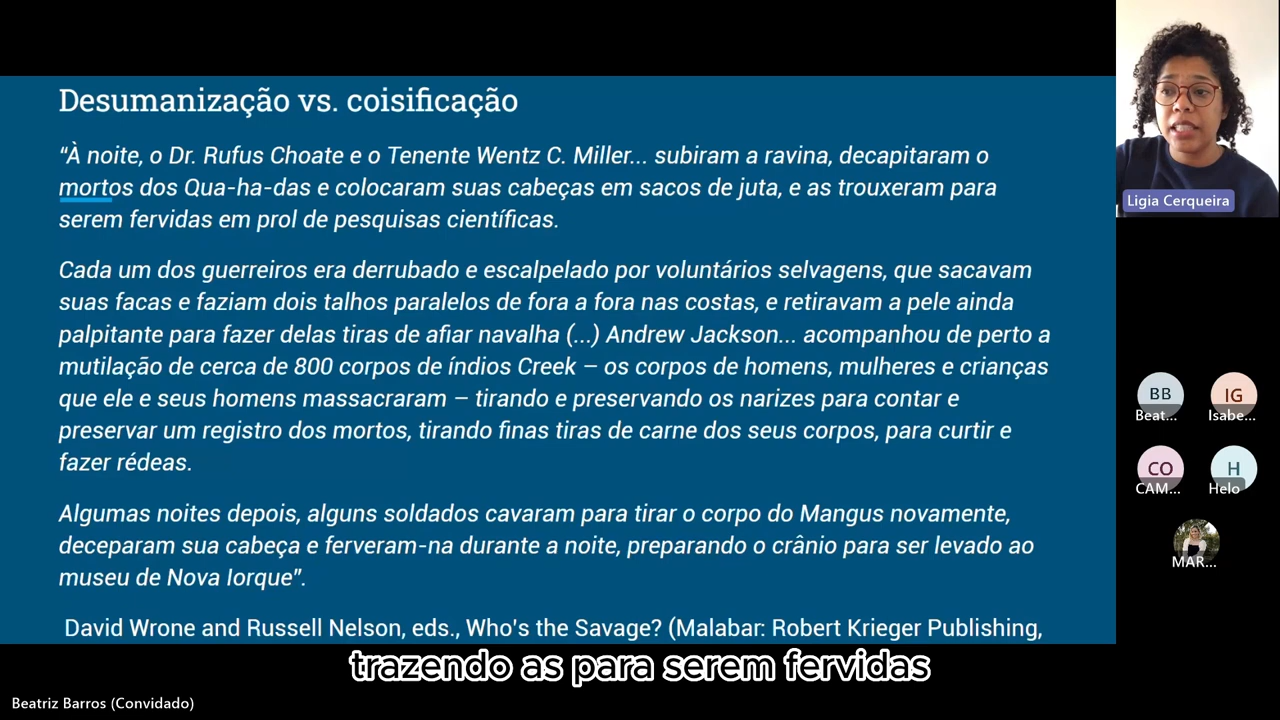 Desumanização vs. coisificação
“À noite, o Dr. Rufus Choate e o Tenente Wentz C. Miller... subiram a ravina, decapitaram o
mortos dos Qua-ha-das e colocaram suas cabeças em sacos de juta, e as trouxeram para
serem fervidas em prol de pesquisas científicas.
Cada um dos guerreiros era derrubado e escalpelado por voluntários selvagens, que sacavam
suas facas e faziam dois talhos paralelos de fora a fora nas costas, e retiravam a pele ainda
palpitante para fazer delas tiras de afiar navalha (...) Andrew Jackson... acompanhou de perto a
mutilação de cerca de 800 corpos de índios Creek – os corpos de homens, mulheres e crianças
que ele e seus homens massacraram – tirando e preservando os narizes para contar e
preservar um registro dos mortos, tirando finas tiras de carne dos seus corpos, para curtir e
fazer rédeas.
Algumas noites depois, alguns soldados cavaram para tirar o corpo do Mangus novamente,
deceparam sua cabeça e ferveram-na durante a noite, preparando o crânio para ser levado ao
museu de Nova Iorque”.
David Wrone and Russell Nelson, eds., Who's the Savage? (Malabar: Robert Krieger Publishing,
trazendo as para serem fervidas
Beatriz Barros (Convidado)
Ligia Cerqueira
BB
Beat...
IG
Isabe...
CO
CAM...
H
Helo
MAR...